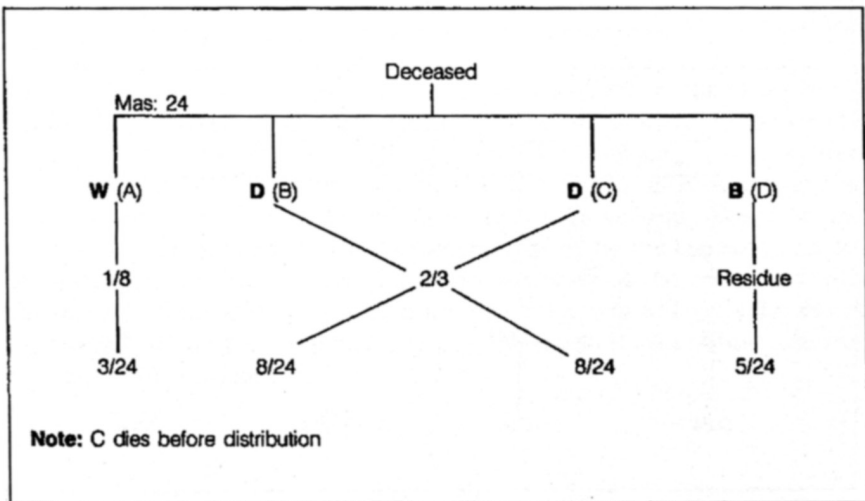 Deceased
Mas: 24
W (A) D (B) D (C) B (D)
1/8 2/3 Residue
3/24 8/24 8/24 5/24
Note: C dies before distribution